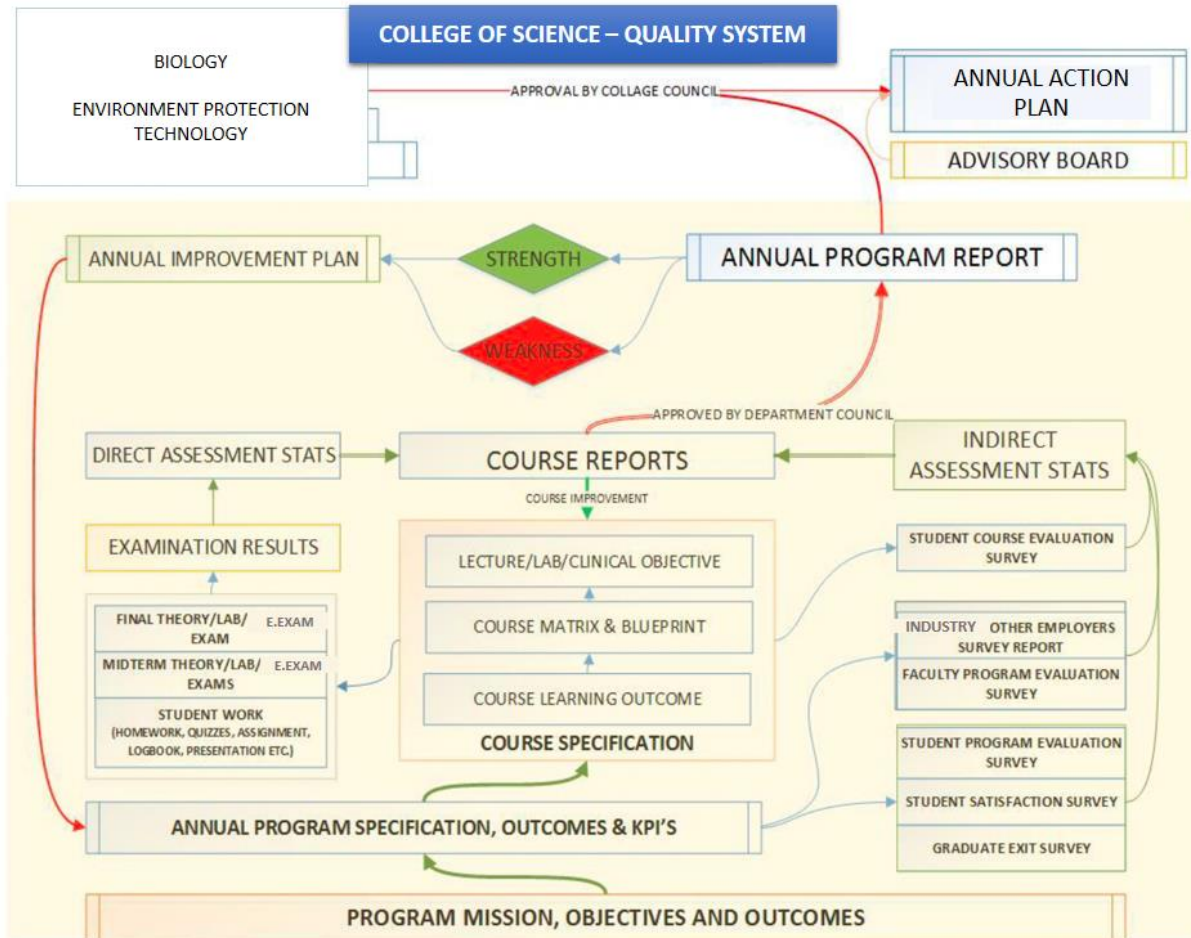 COLLEGE OF SCIENCE – QUALITY SYSTEM
BIOLOGY
ENVIRONMENT PROTECTION
TECHNOLOGY
APPROVAL BY COLLAGE COUNCIL
ANNUAL ACTION
PLAN
ADVISORY BOARD
ANNUAL IMPROVEMENT PLAN
STRENGTH
ANNUAL PROGRAM REPORT
WEAKNESS
APPROVED BY DEPARTMENT COUNCIL
DIRECT ASSESSMENT STATS
COURSE REPORTS
INDIRECT
ASSESSMENT STATS
COURSE IMPROVEMENT
EXAMINATION RESULTS
LECTURE/LAB/CLINICAL OBJECTIVE
COURSE MATRIX & BLUEPRINT
COURSE LEARNING OUTCOME
COURSE SPECIFICATION
STUDENT COURSE EVALUATION
SURVEY
FINAL THEORY/LAB/ E.EXAM
EXAM
MIDTERM THEORY/LAB/ E.EXAM
EXAMS
STUDENT WORK
(HOMEWORK, QUIZZES, ASSIGNMENT,
LOGBOOK, PRESENTATION ETC.)
INDUSTRY OTHER EMPLOYERS
SURVEY REPORT
FACULTY PROGRAM EVALUATION
SURVEY
STUDENT PROGRAM EVALUATION
SURVEY
STUDENT SATISFACTION SURVEY
GRADUATE EXIT SURVEY
ANNUAL PROGRAM SPECIFICATION, OUTCOMES & KPI'S
PROGRAM MISSION, OBJECTIVES AND OUTCOMES